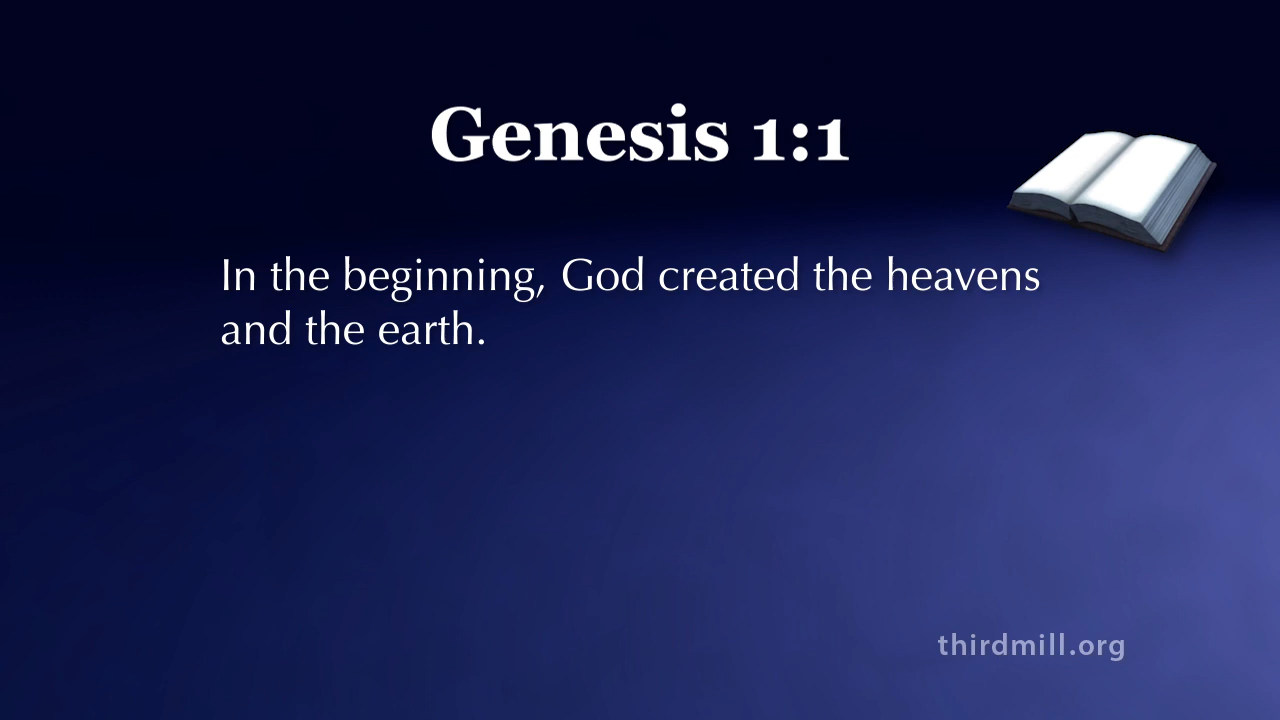 Genesis 1:1
In the beginning, God created the heavens
and the earth.
thirdmill.org